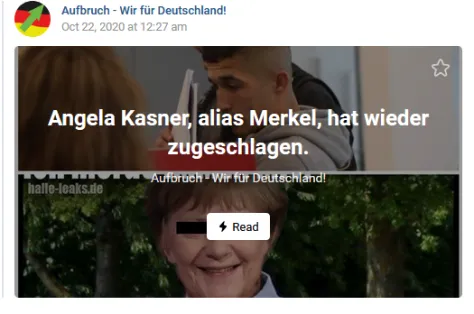 Aufbruch - Wir für Deutschland!
Oct 22, 2020 at 12:27 am
Angela Kasner, alias Merkel, hat wieder
zugeschlagen.
Aufbruch - Wir für Deutschland!
halle-leaks.de
Read